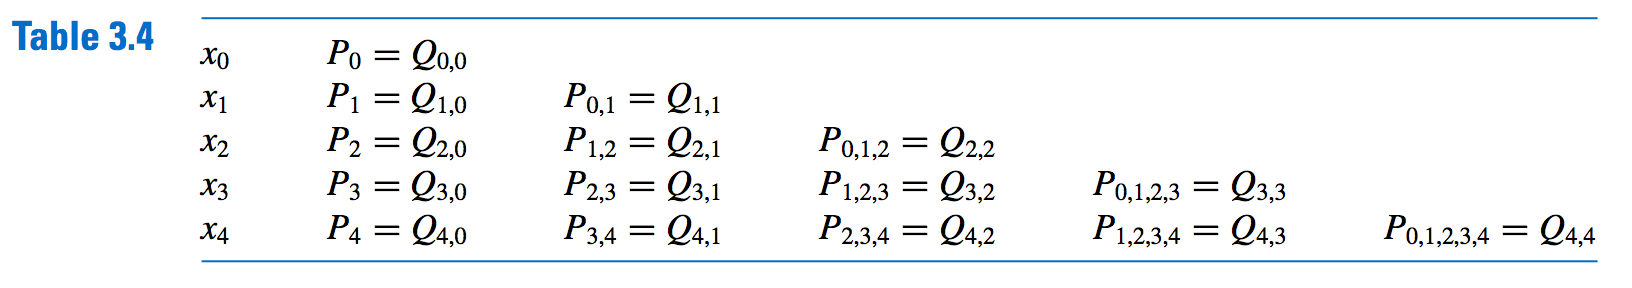 Table 3.4
x₀ P₀ = Q₀,₀
x₁ P₁ = Q₁,₀ P₀,₁ = Q₁,₁
x₂ P₂ = Q₂,₀ P₁,₂ = Q₂,₁ P₀,₁,₂ = Q₂,₂
x₃ P₃ = Q₃,₀ P₂,₃ = Q₃,₁ P₁,₂,₃ = Q₃,₂ P₀,₁,₂,₃ = Q₃,₃
x₄ P₄ = Q₄,₀ P₃,₄ = Q₄,₁ P₂,₃,₄ = Q₄,₂ P₁,₂,₃,₄ = Q₄,₃ P₀,₁,₂,₃,₄ = Q₄,₄